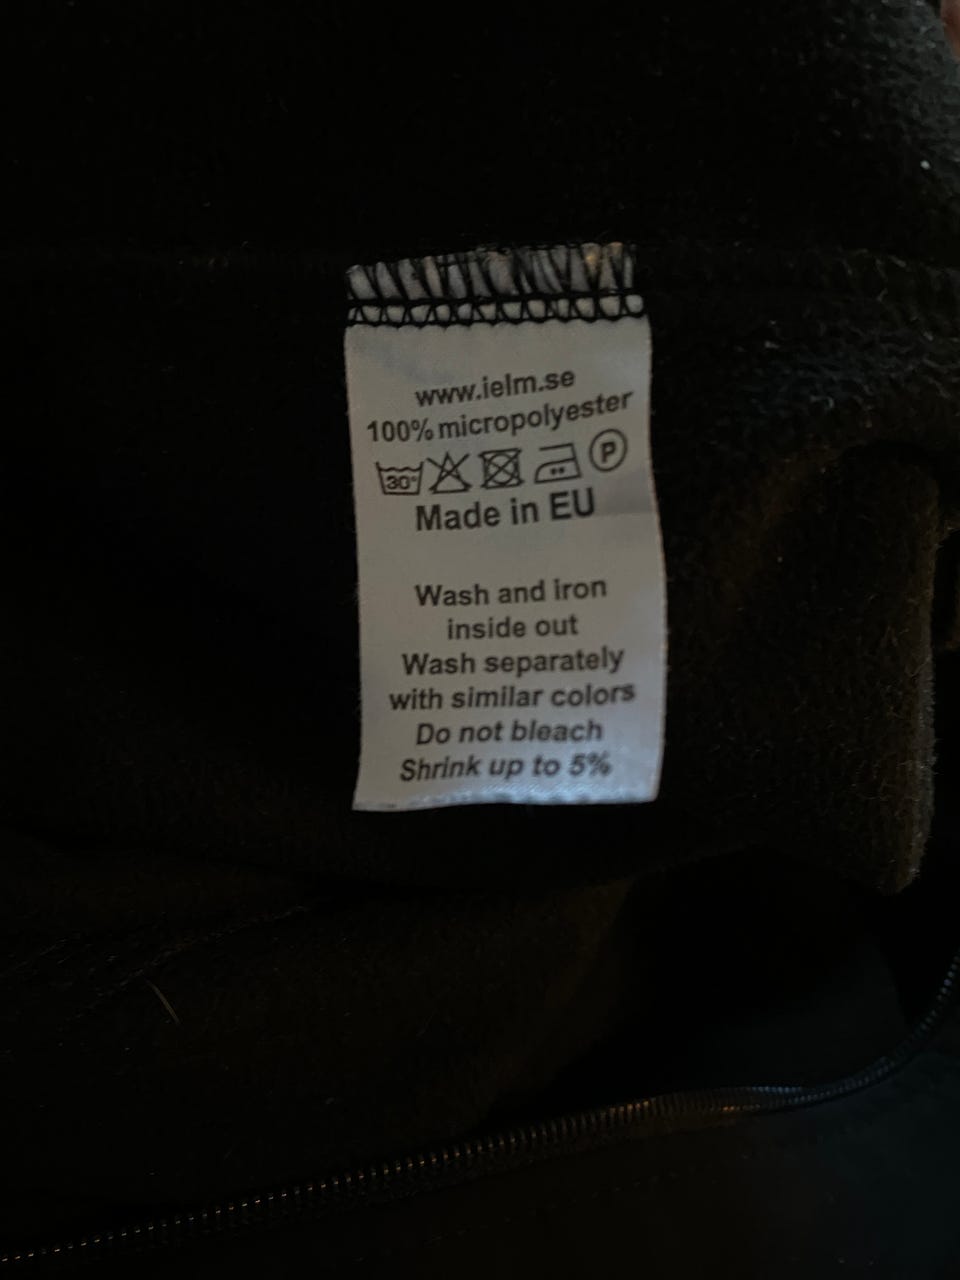 www.ielm.se
100% micropolyester
30° P
Made in EU
Wash and iron
inside out
Wash separately
with similar colors
Do not bleach
Shrink up to 5%